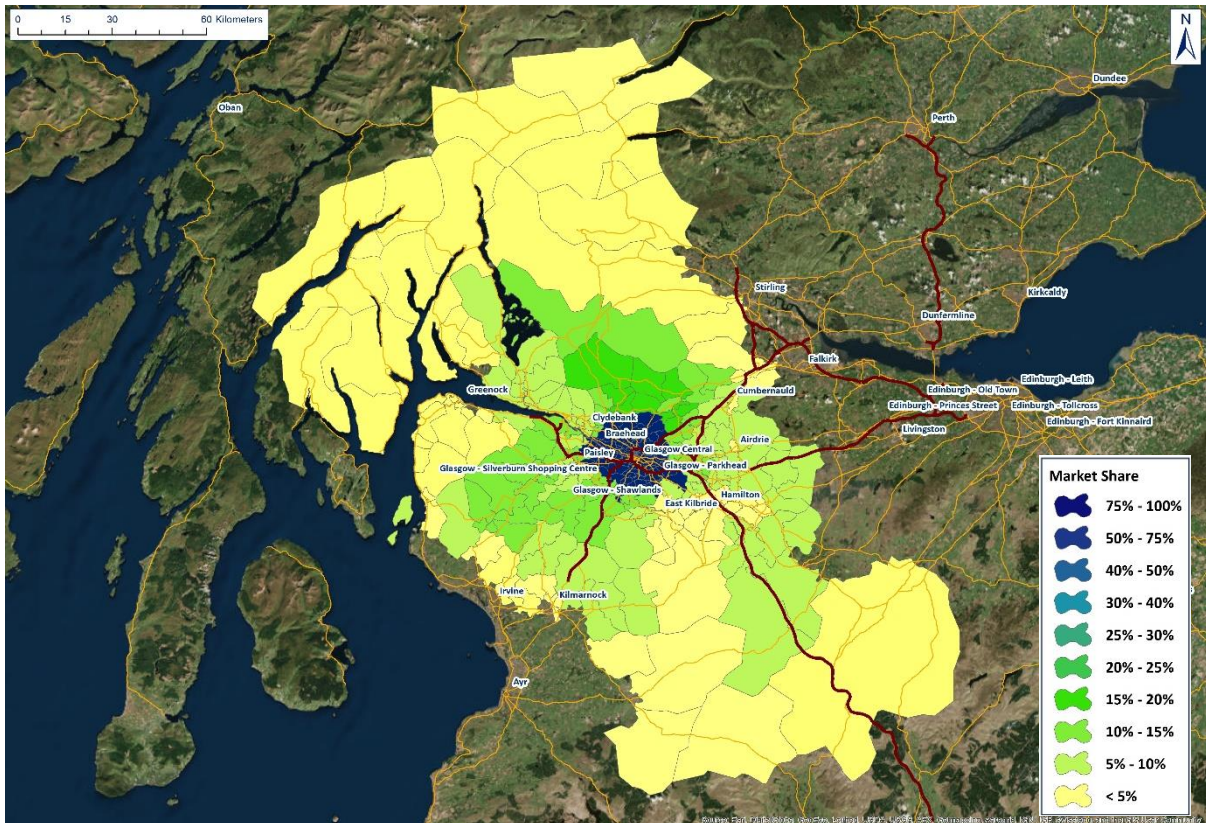 0 15 30 60 Kilometers
N
Dundee
Oban
Perth
Stirling
Kirkcaldy
Dunfermline
Falkirk
Edinburgh - Leith
Greenock
Cumbernauld
Edinburgh - Old Town
Edinburgh - Princes Street
Edinburgh - Tollcross
Clydebank
Edinburgh - Fort Kinnaird
Livingston
Braehead
Airdrie
Paisley
Glasgow Central
Glasgow - Silverburn Shopping Centre
Glasgow - Parkhead
Glasgow - Shawlands
Hamilton
East Kilbride
Irvine
Kilmarnock
Ayr
Market Share
75% - 100%
50% - 75%
40% - 50%
30% - 40%
25% - 30%
20% - 25%
15% - 20%
10% - 15%
5% - 10%
< 5%